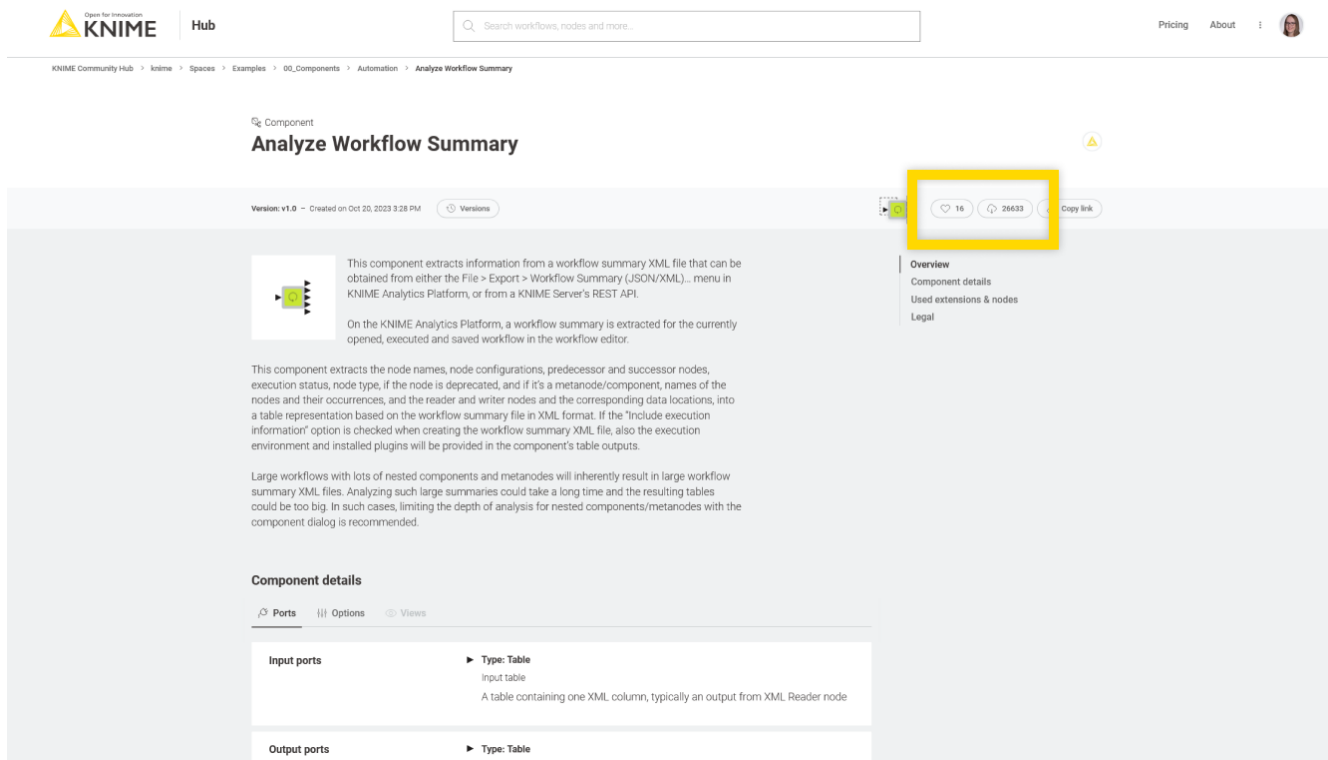 Open for Innovation
KNIME
Hub
Search workflows, nodes and more...
Pricing
About
KNIME Community Hub > knime > Spaces > Examples > 00_Components > Automation > Analyze Workflow Summary
Component
Analyze Workflow Summary
Version: v1.0 – Created on Oct 20, 2023 3:28 PM
Versions
16
26633
Copy link
This component extracts information from a workflow summary XML file that can be
obtained from either the File > Export > Workflow Summary (JSON/XML)... menu in
KNIME Analytics Platform, or from a KNIME Server's REST API.
On the KNIME Analytics Platform, a workflow summary is extracted for the currently
opened, executed and saved workflow in the workflow editor.
This component extracts the node names, node configurations, predecessor and successor nodes,
execution status, node type, if the node is deprecated, and if it's a metanode/component, names of the
nodes and their occurrences, and the reader and writer nodes and the corresponding data locations, into
a table representation based on the workflow summary file in XML format. If the "Include execution
information" option is checked when creating the workflow summary XML file, also the execution
environment and installed plugins will be provided in the component's table outputs.
Large workflows with lots of nested components and metanodes will inherently result in large workflow
summary XML files. Analyzing such large summaries could take a long time and the resulting tables
could be too big. In such cases, limiting the depth of analysis for nested components/metanodes with the
component dialog is recommended.
Overview
Component details
Used extensions & nodes
Legal
Component details
Ports
Options
Views
Input ports
Type: Table
Input table
A table containing one XML column, typically an output from XML Reader node
Output ports
Type: Table